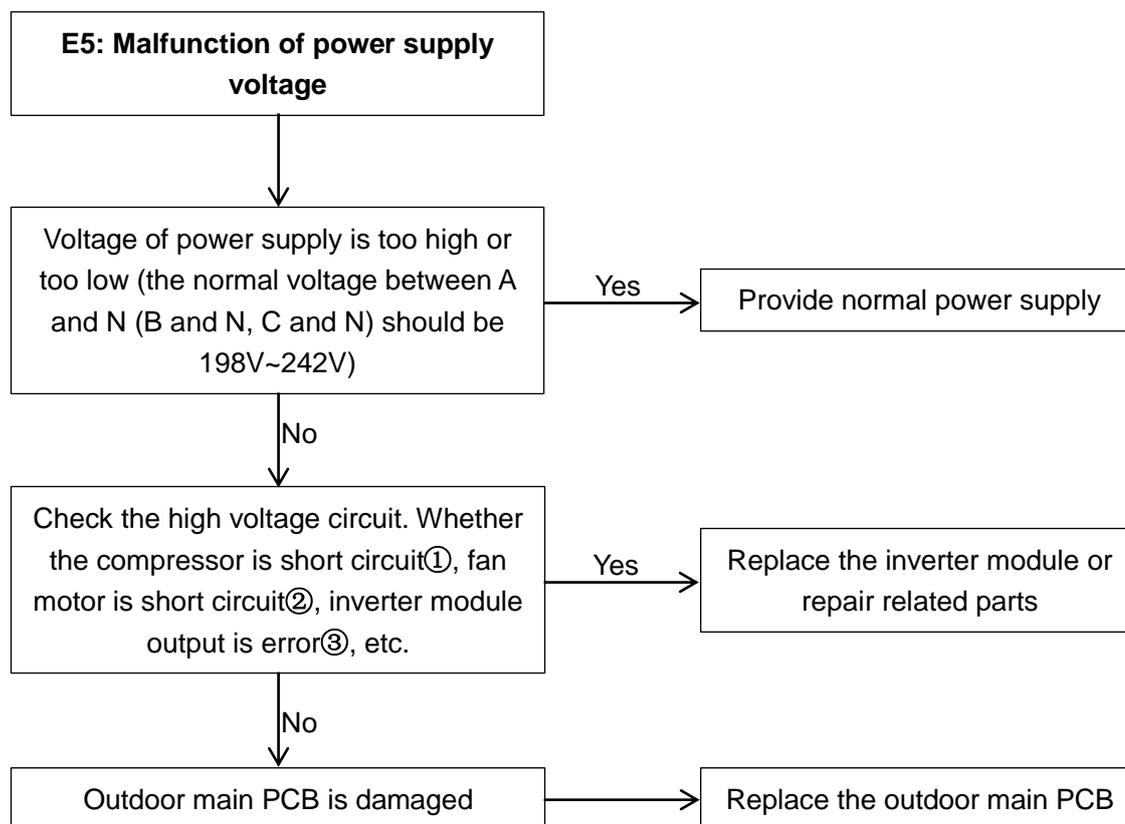 E5: Malfunction of power supply
voltage
Voltage of power supply is too high or
too low (the normal voltage between A
and N (B and N, C and N) should be
198V~242V)
Yes
Provide normal power supply
No
Check the high voltage circuit. Whether
the compressor is short circuit①, fan
motor is short circuit②, inverter module
output is error③, etc.
Yes
Replace the inverter module or
repair related parts
No
Outdoor main PCB is damaged
Replace the outdoor main PCB